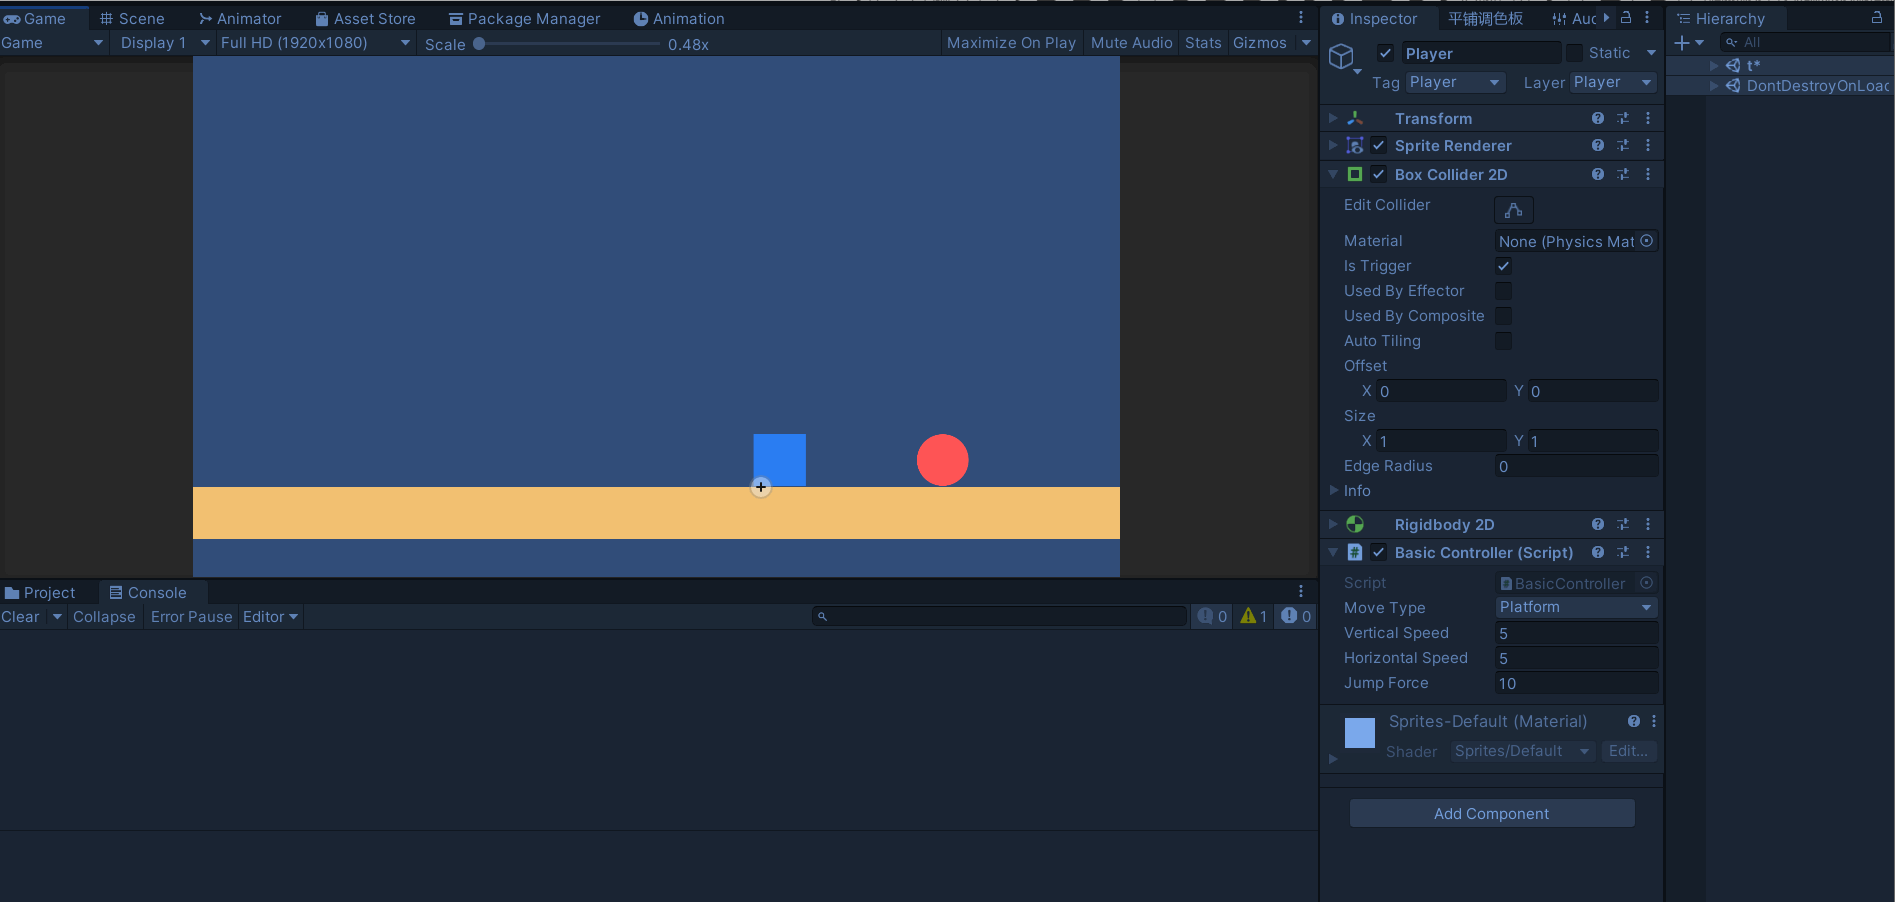 Game Scene Animator Asset Store Package Manager Animation
Game Display 1 Full HD (1920x1080) Scale 0.48x Maximize On Play Mute Audio Stats Gizmos
Project Console
Clear Collapse Error Pause Editor 0 1 0
Inspector 平铺调色板 Auc
Player Static
Tag Player Layer Player
Transform
Sprite Renderer
Box Collider 2D
Edit Collider
Material None (Physics Mat
Is Trigger
Used By Effector
Used By Composite
Auto Tiling
Offset
X 0 Y 0
Size
X 1 Y 1
Edge Radius 0
Info
Rigidbody 2D
Basic Controller (Script)
Script BasicController
Move Type Platform
Vertical Speed 5
Horizontal Speed 5
Jump Force 10
Sprites-Default (Material)
Shader Sprites/Default Edit...
Add Component
Hierarchy
All
t*
DontDestroyOnLoad